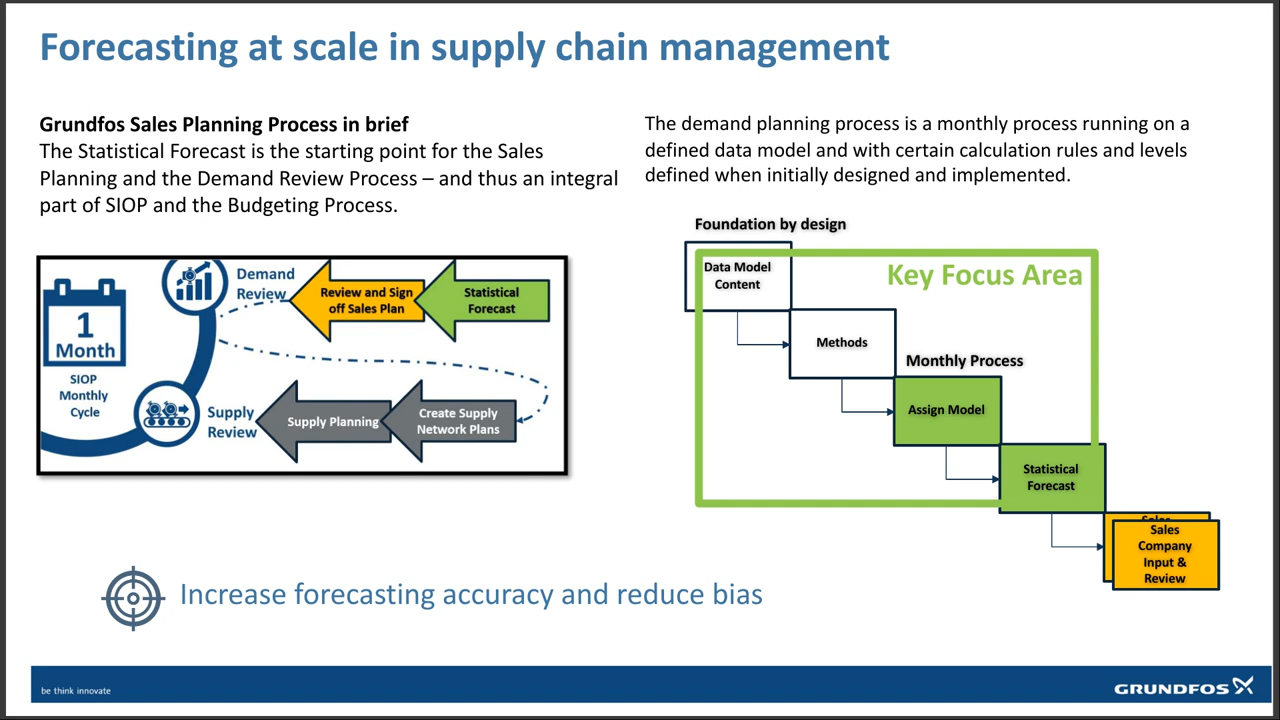 Forecasting at scale in supply chain management
Grundfos Sales Planning Process in brief
The Statistical Forecast is the starting point for the Sales
Planning and the Demand Review Process – and thus an integral
part of SIOP and the Budgeting Process.
The demand planning process is a monthly process running on a
defined data model and with certain calculation rules and levels
defined when initially designed and implemented.
1
Month
SIOP
Monthly
Cycle
Demand
Review
Review and Sign
off Sales Plan
Statistical
Forecast
Supply
Review
Supply Planning
Create Supply
Network Plans
Foundation by design
Key Focus Area
Data Model
Content
Methods
Monthly Process
Assign Model
Statistical
Forecast
Sales
Sales
Company
Input &
Review
Increase forecasting accuracy and reduce bias
be think innovate
GRUNDFOS